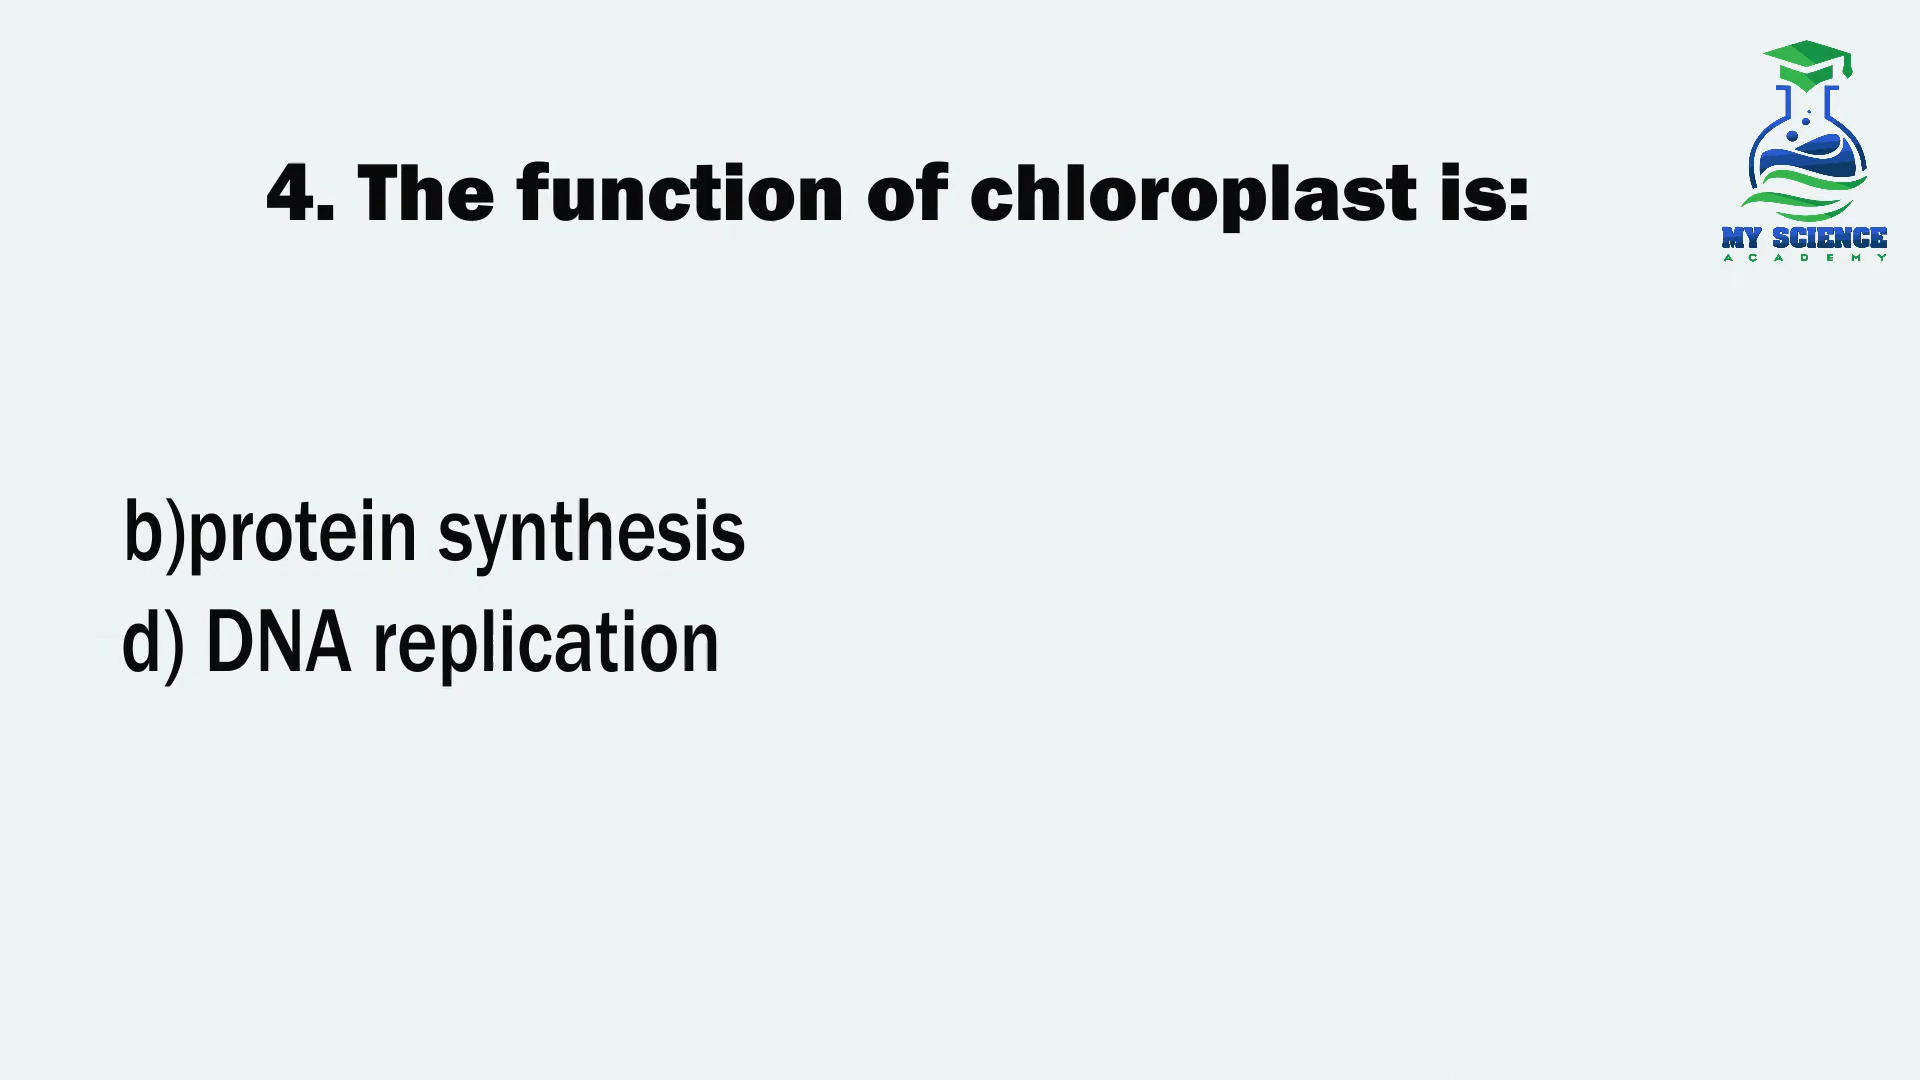 4. The function of chloroplast is:
MY SCIENCE
ACADEMY
b)protein synthesis
d) DNA replication